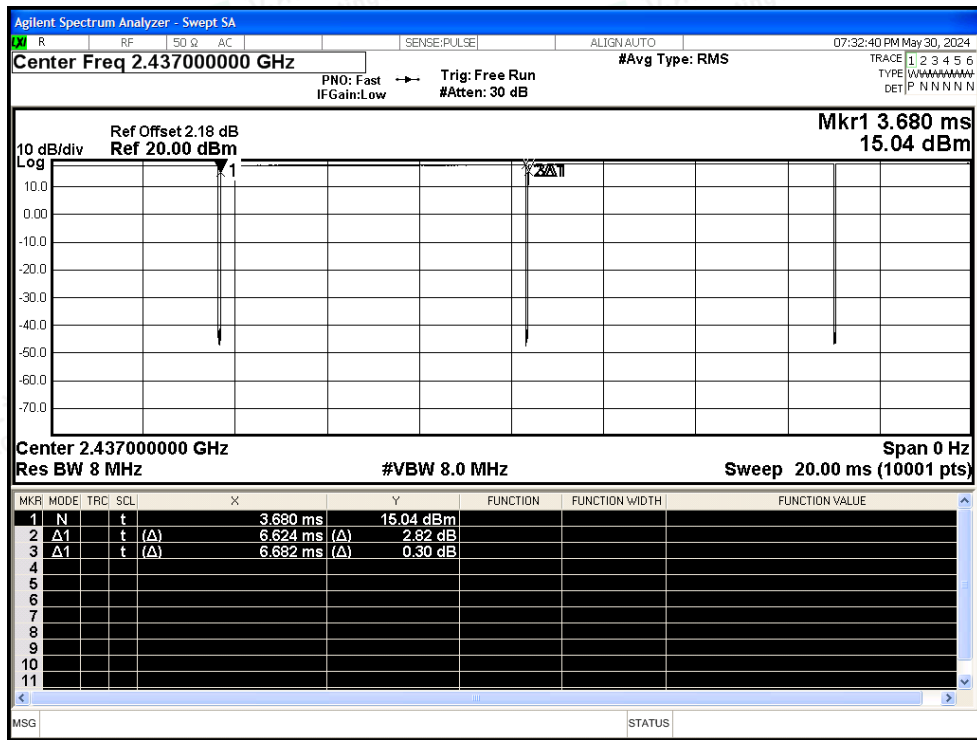 Agilent Spectrum Analyzer - Swept SA
LXI R RF 50 Ω AC SENSE:PULSE ALIGN AUTO 07:32:40 PM May 30, 2024
Center Freq 2.437000000 GHz
PNO: Fast
IFGain:Low
Trig: Free Run
#Atten: 30 dB
#Avg Type: RMS
TRACE 1 2 3 4 5 6
TYPE WWWWWW
DET P N N N N N
Mkr1 3.680 ms
15.04 dBm
Ref Offset 2.18 dB
10 dB/div Ref 20.00 dBm
Log
1
3Δ1
10.0
0.00
-10.0
-20.0
-30.0
-40.0
-50.0
-60.0
-70.0
Center 2.437000000 GHz Span 0 Hz
Res BW 8 MHz #VBW 8.0 MHz Sweep 20.00 ms (10001 pts)
MKR MODE TRC SCL X Y FUNCTION FUNCTION WIDTH FUNCTION VALUE
1 N t 3.680 ms 15.04 dBm
2 Δ1 t (Δ) 6.624 ms (Δ) 2.82 dB
3 Δ1 t (Δ) 6.682 ms (Δ) 0.30 dB
4
5
6
7
8
9
10
11
MSG STATUS